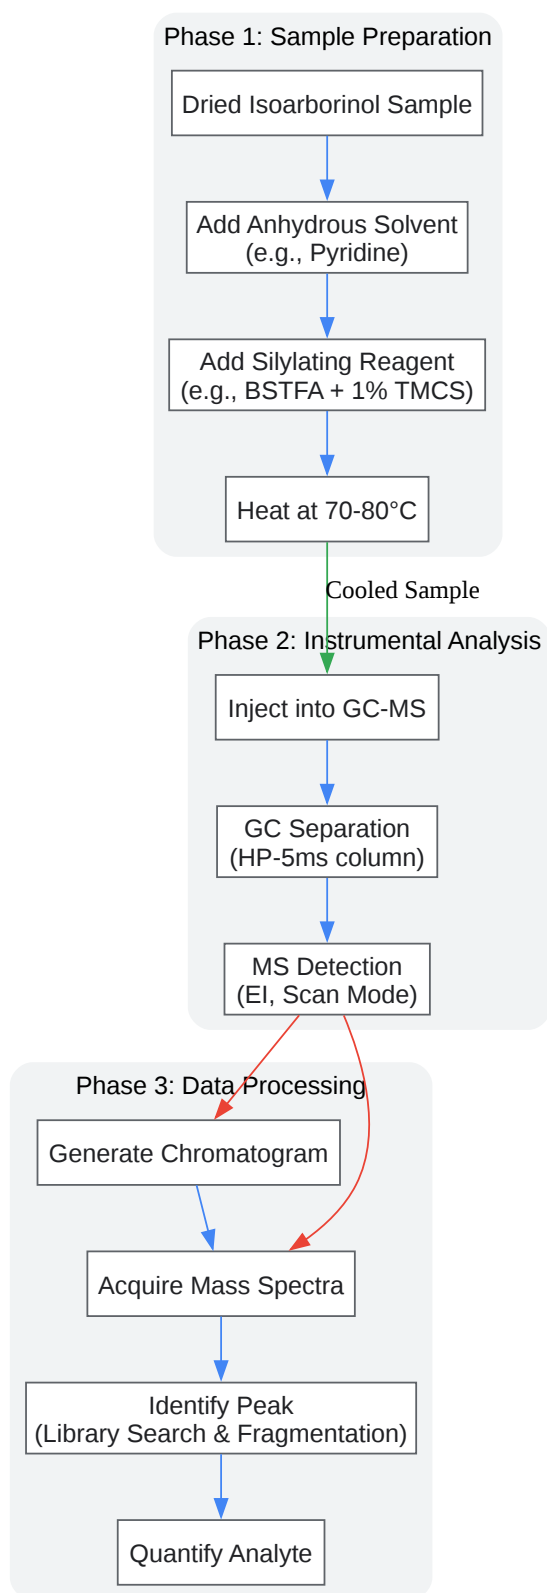 Phase 1: Sample Preparation
Dried Isoarborinol Sample
Add Anhydrous Solvent
(e.g., Pyridine)
Add Silylating Reagent
(e.g., BSTFA + 1% TMCS)
Heat at 70-80°C
Cooled Sample
Phase 2: Instrumental Analysis
Inject into GC-MS
GC Separation
(HP-5ms column)
MS Detection
(EI, Scan Mode)
Phase 3: Data Processing
Generate Chromatogram
Acquire Mass Spectra
Identify Peak
(Library Search & Fragmentation)
Quantify Analyte